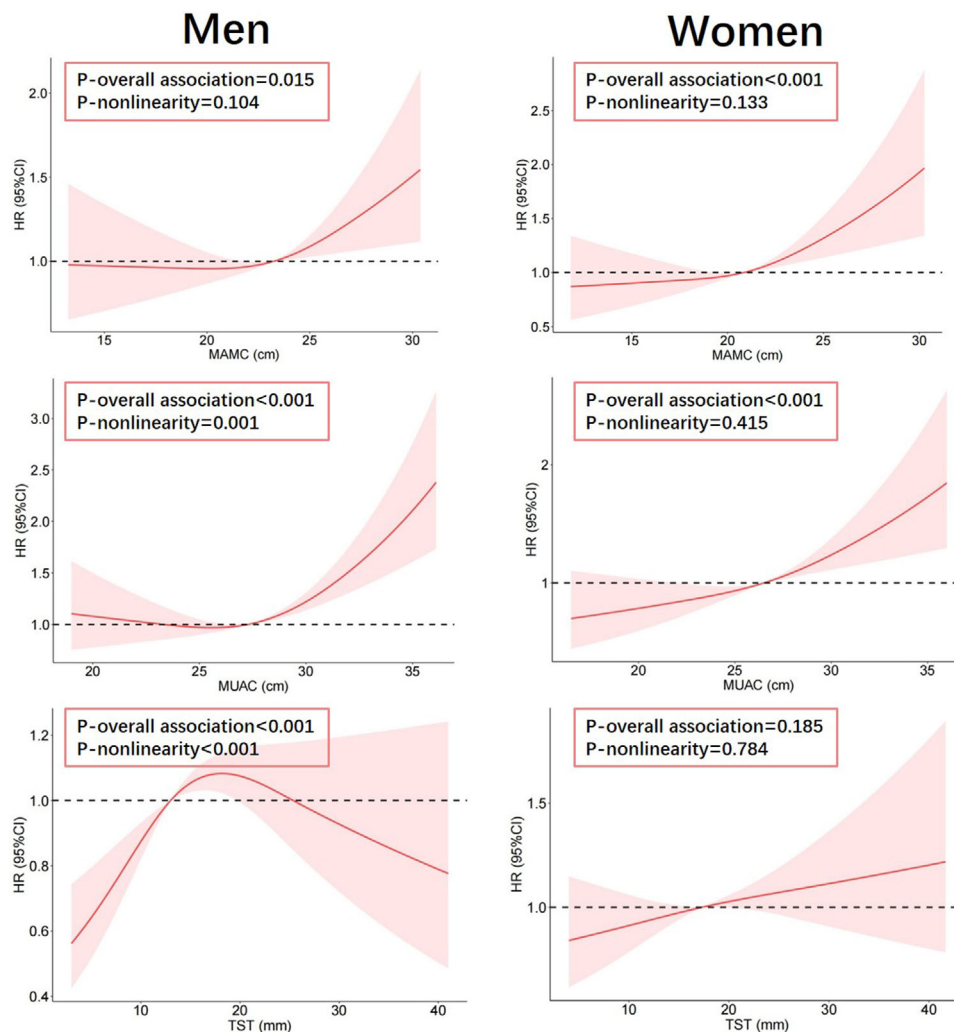 Men
Women
P-overall association=0.015
P-nonlinearity=0.104
HR (95%CI)
2.0
1.5
1.0
15 20 25 30
MAMC (cm)
P-overall association<0.001
P-nonlinearity=0.133
HR (95%CI)
2.5
2.0
1.5
1.0
0.5
15 20 25 30
MAMC (cm)
P-overall association<0.001
P-nonlinearity=0.001
HR (95%CI)
3.0
2.5
2.0
1.5
1.0
20 25 30 35
MUAC (cm)
P-overall association<0.001
P-nonlinearity=0.415
HR (95%CI)
2
1
20 25 30 35
MUAC (cm)
P-overall association<0.001
P-nonlinearity<0.001
HR (95%CI)
1.2
1.0
0.8
0.6
0.4
10 20 30 40
TST (mm)
P-overall association=0.185
P-nonlinearity=0.784
HR (95%CI)
1.5
1.0
10 20 30 40
TST (mm)